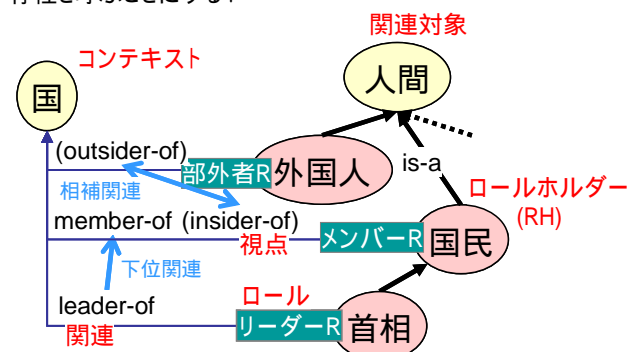 関連対象
コンテキスト
人間
国
(outsider-of)
部外者R
外国人
is-a
相補関連
ロールホルダー
(RH)
member-of (insider-of)
視点
メンバーR
国民
下位関連
leader-of
ロール
関連
リーダーR
首相